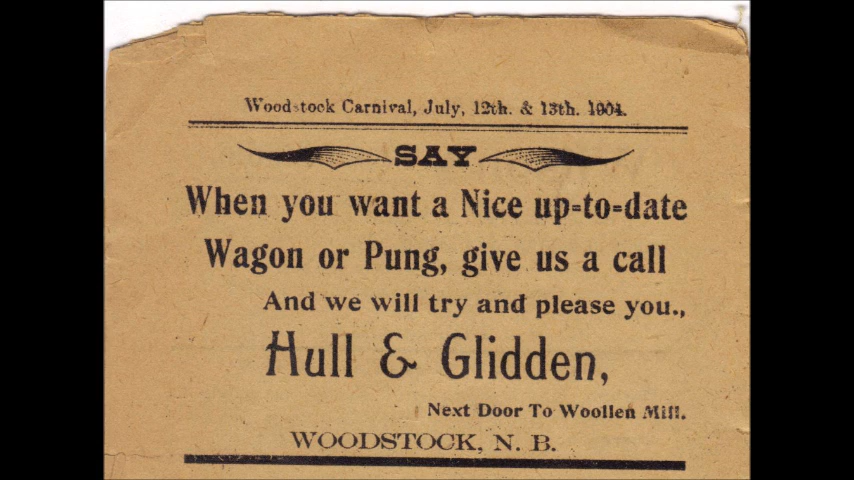 Woodstock Carnival, July, 12th. & 13th. 1904.
SAY
When you want a Nice up=to=date
Wagon or Pung, give us a call
And we will try and please you.,
Hull & Glidden,
Next Door To Woollen Mill.
WOODSTOCK, N. B.